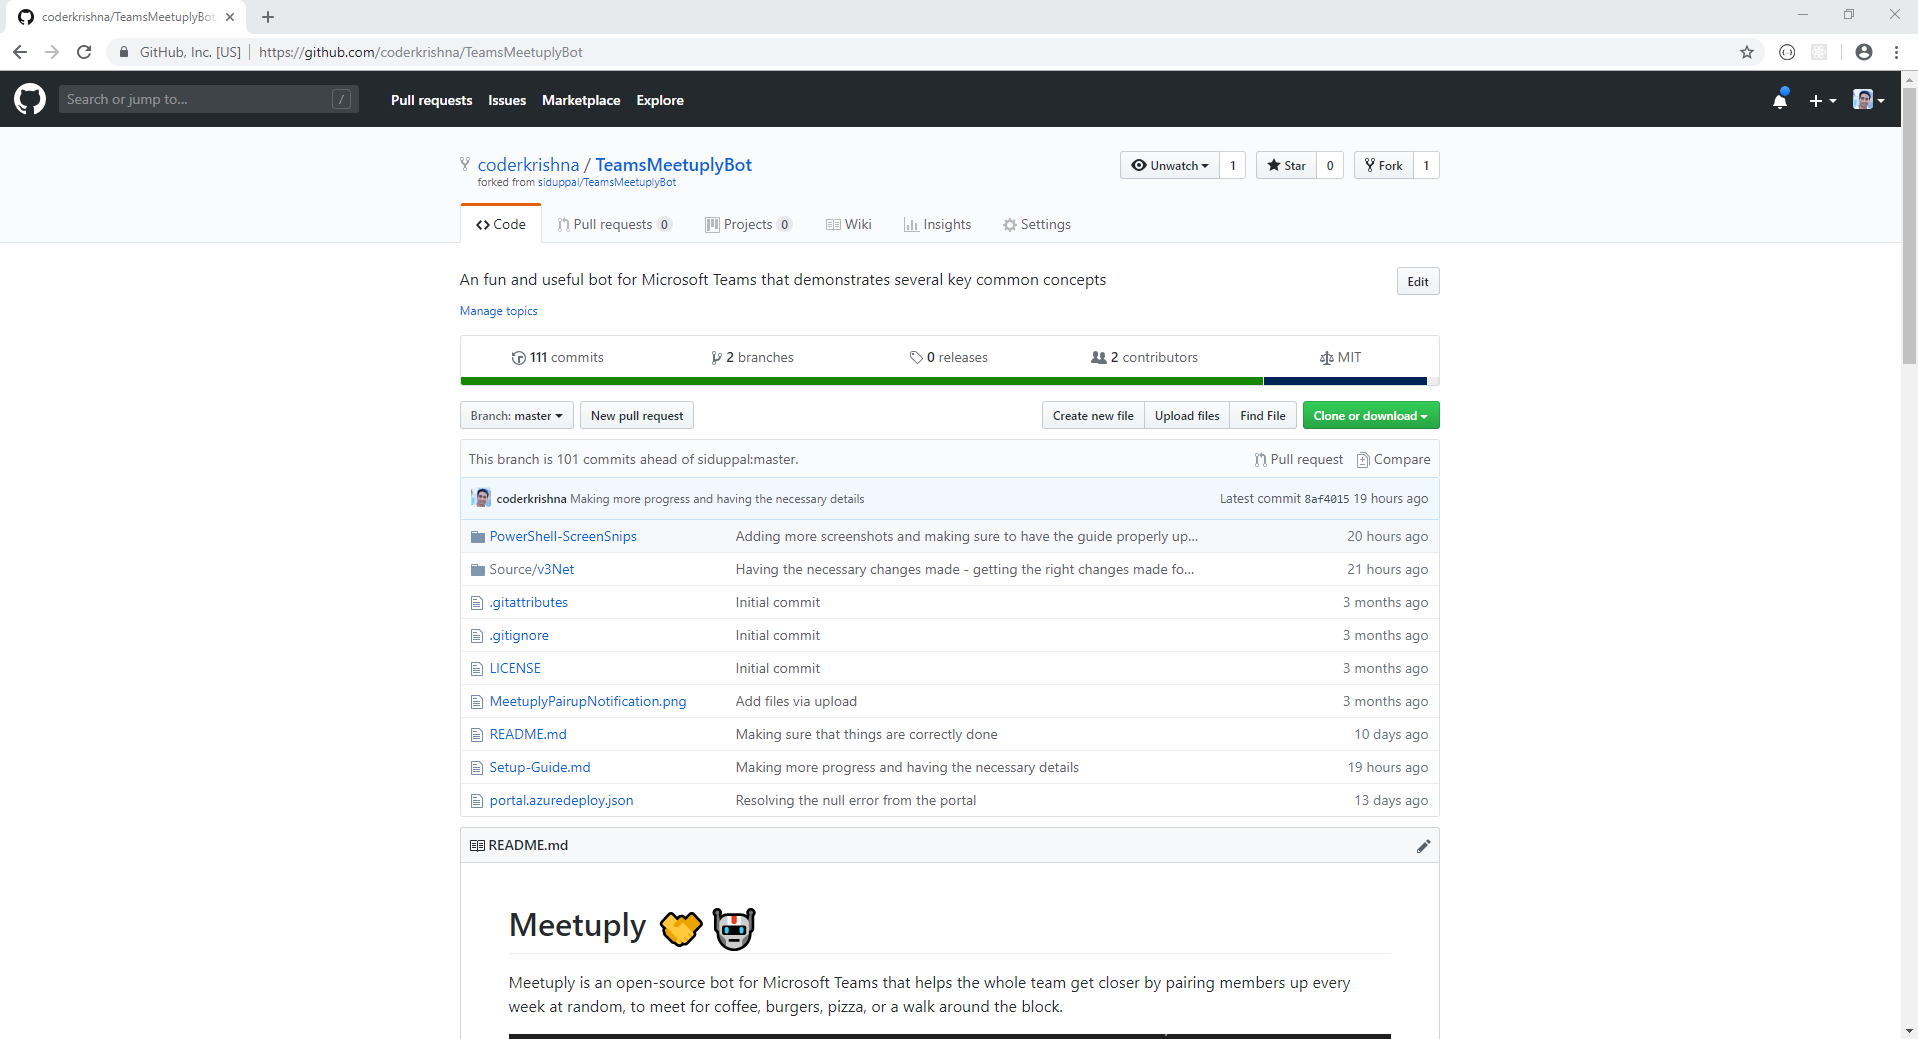 coderkrishna/TeamsMeetuplyBot
GitHub, Inc. [US] https://github.com/coderkrishna/TeamsMeetuplyBot
Search or jump to... / Pull requests Issues Marketplace Explore
coderkrishna / TeamsMeetuplyBot Unwatch 1 Star 0 Fork 1
forked from siduppal/TeamsMeetuplyBot
Code Pull requests 0 Projects 0 Wiki Insights Settings
An fun and useful bot for Microsoft Teams that demonstrates several key common concepts Edit
Manage topics
111 commits 2 branches 0 releases 2 contributors MIT
Branch: master New pull request Create new file Upload files Find File Clone or download
This branch is 101 commits ahead of siduppal:master. Pull request Compare
coderkrishna Making more progress and having the necessary details Latest commit 8af4015 19 hours ago
PowerShell-ScreenSnips Adding more screenshots and making sure to have the guide properly up... 20 hours ago
Source/v3Net Having the necessary changes made - getting the right changes made fo... 21 hours ago
.gitattributes Initial commit 3 months ago
.gitignore Initial commit 3 months ago
LICENSE Initial commit 3 months ago
MeetuplyPairupNotification.png Add files via upload 3 months ago
README.md Making sure that things are correctly done 10 days ago
Setup-Guide.md Making more progress and having the necessary details 19 hours ago
portal.azuredeploy.json Resolving the null error from the portal 13 days ago
README.md
Meetuply
Meetuply is an open-source bot for Microsoft Teams that helps the whole team get closer by pairing members up every
week at random, to meet for coffee, burgers, pizza, or a walk around the block.